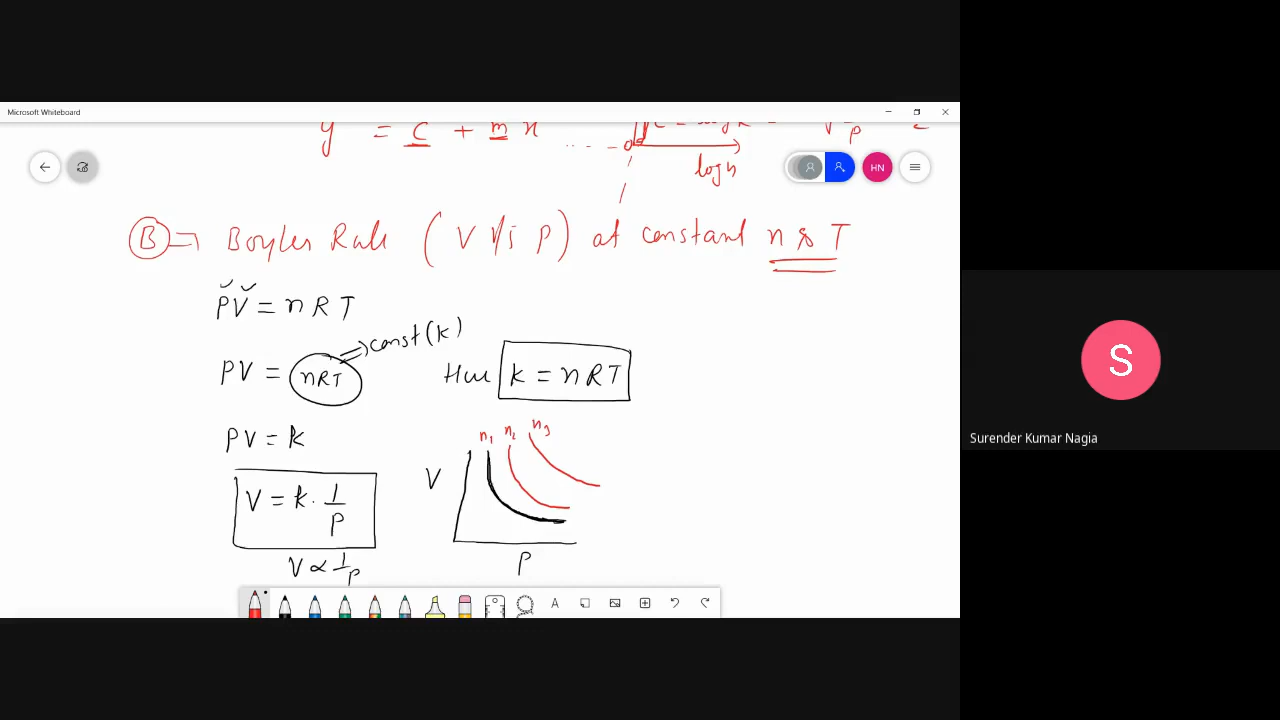 Microsoft Whiteboard
y = c + m x
log n
HN
B ⇒ Boyles Rule ( V V/s P ) at constant n & T
PV = nRT
PV = nRT ⇒ const (k)
Here k = nRT
PV = k
n1 n2 n3
V = k . 1/P
V
V ∝ 1/P
P
A
S
Surender Kumar Nagia